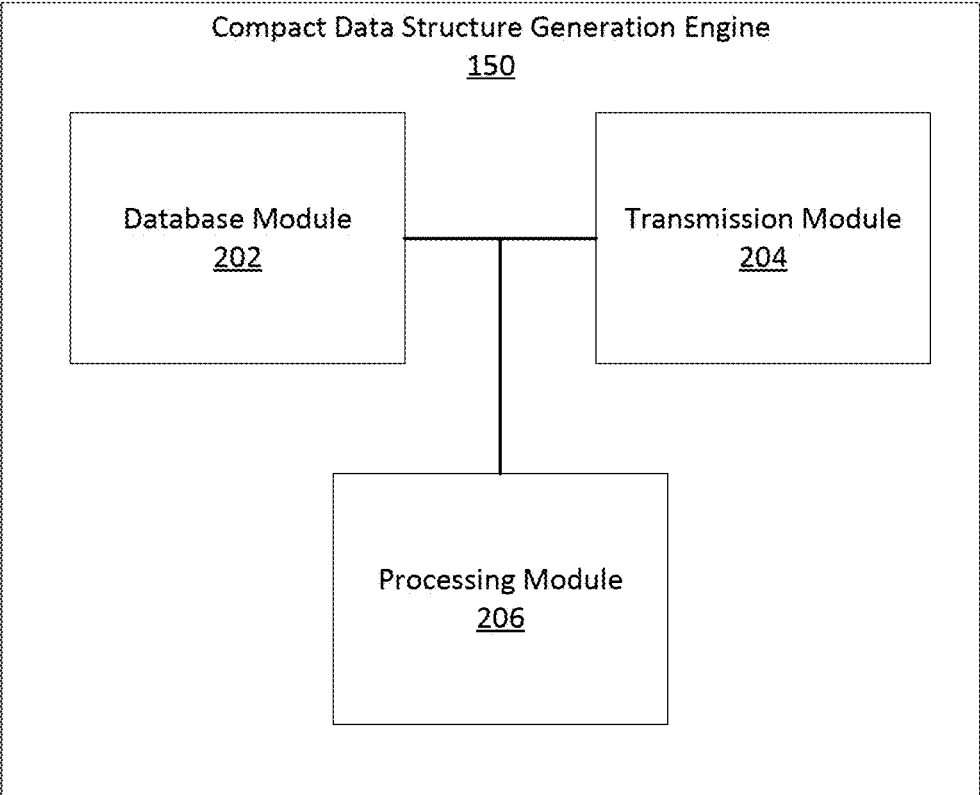 Compact Data Structure Generation Engine
150
Database Module
202
Transmission Module
204
Processing Module
206